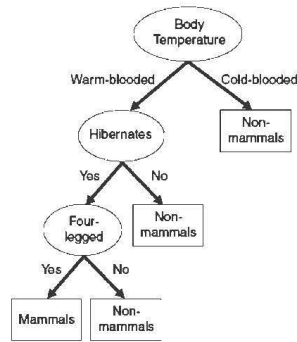 Body
Temperature
Warm-blooded
Cold-blooded
Hibernates
Non-
mammals
Yes
No
Four-
legged
Non-
mammals
Yes
No
Mammals
Non-
mammals